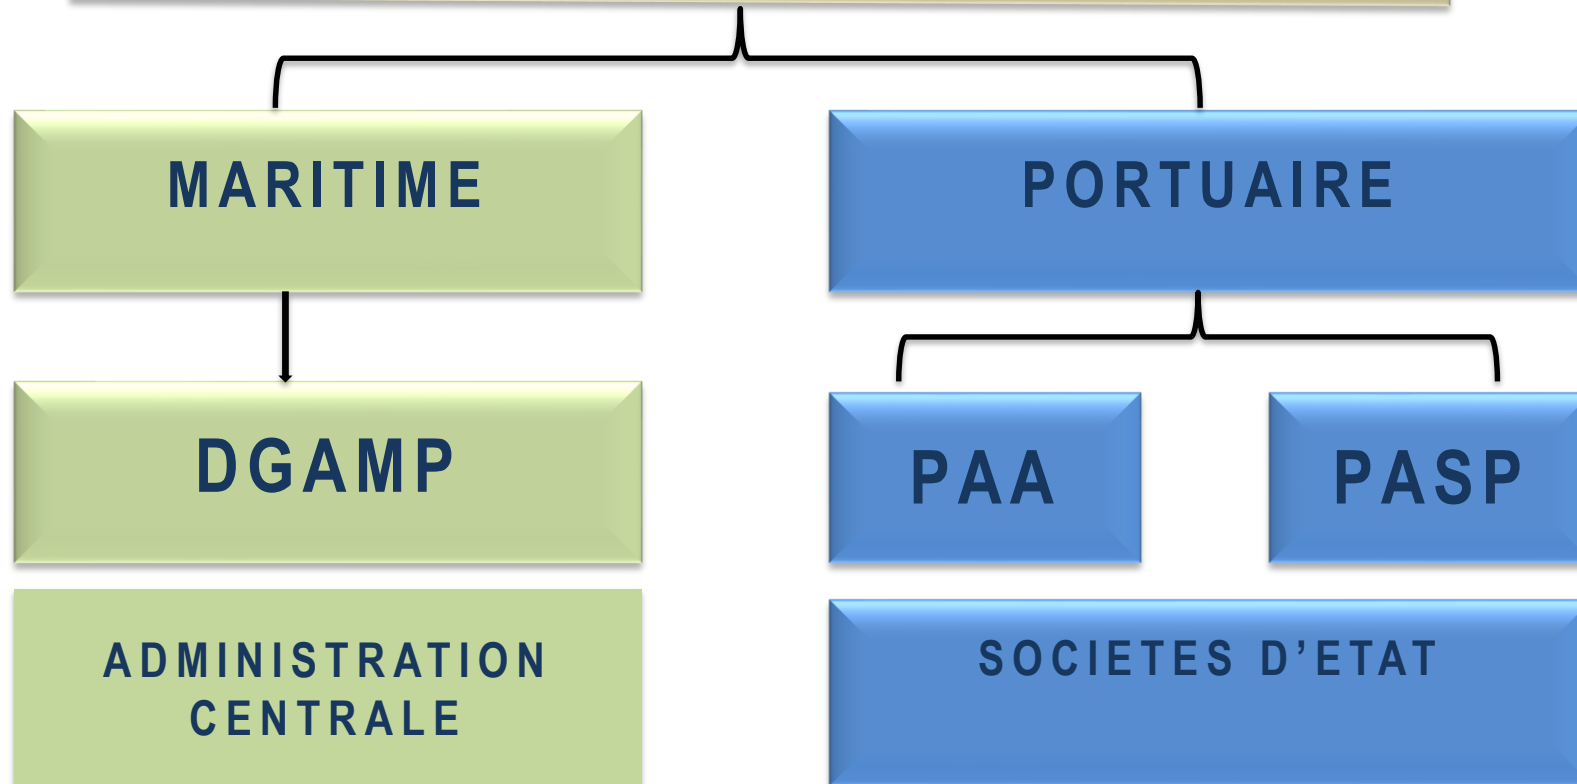 MARITIME
PORTUAIRE
DGAMP
PAA
PASP
ADMINISTRATION
CENTRALE
SOCIETES D’ETAT